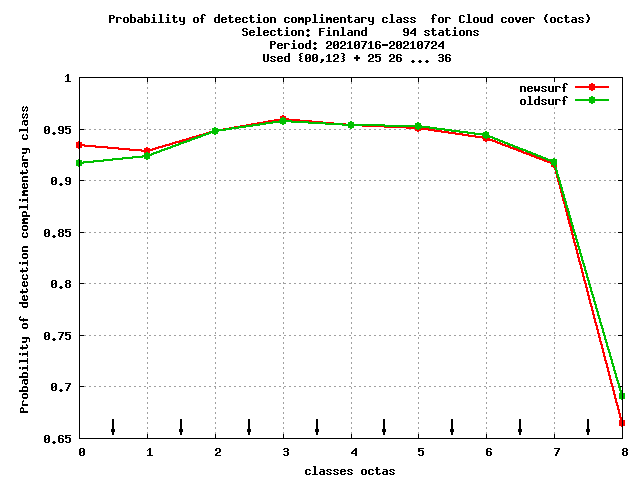 Probability of detection complimentary class for Cloud cover (octas)
Selection: Finland 94 stations
Period: 20210716-20210724
Used {00,12} + 25 26 ... 36
newsurf
oldsurf
Probability of detection complimentary class
1
0.95
0.9
0.85
0.8
0.75
0.7
0.65
0 1 2 3 4 5 6 7 8
classes octas